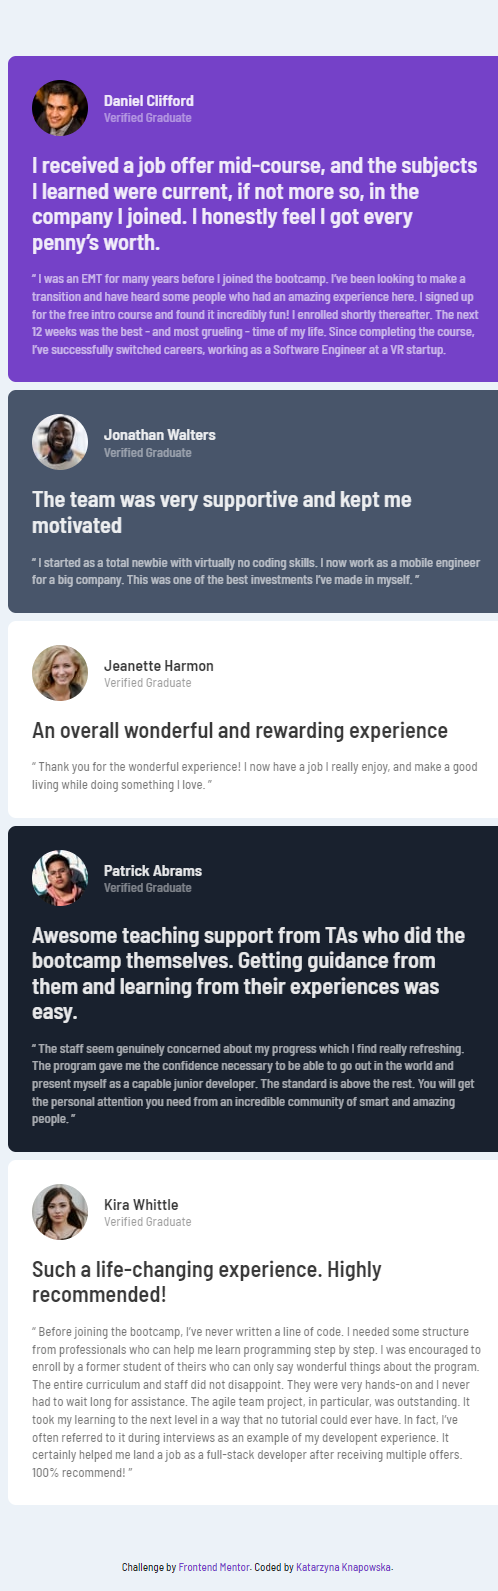 Daniel Clifford
Verified Graduate
I received a job offer mid-course, and the subjects
I learned were current, if not more so, in the
company I joined. I honestly feel I got every
penny’s worth.
“ I was an EMT for many years before I joined the bootcamp. I’ve been looking to make a
transition and have heard some people who had an amazing experience here. I signed up
for the free intro course and found it incredibly fun! I enrolled shortly thereafter. The next
12 weeks was the best - and most grueling - time of my life. Since completing the course,
I’ve successfully switched careers, working as a Software Engineer at a VR startup.
Jonathan Walters
Verified Graduate
The team was very supportive and kept me
motivated
“ I started as a total newbie with virtually no coding skills. I now work as a mobile engineer
for a big company. This was one of the best investments I’ve made in myself. ”
Jeanette Harmon
Verified Graduate
An overall wonderful and rewarding experience
“ Thank you for the wonderful experience! I now have a job I really enjoy, and make a good
living while doing something I love. ”
Patrick Abrams
Verified Graduate
Awesome teaching support from TAs who did the
bootcamp themselves. Getting guidance from
them and learning from their experiences was
easy.
“ The staff seem genuinely concerned about my progress which I find really refreshing.
The program gave me the confidence necessary to be able to go out in the world and
present myself as a capable junior developer. The standard is above the rest. You will get
the personal attention you need from an incredible community of smart and amazing
people. ”
Kira Whittle
Verified Graduate
Such a life-changing experience. Highly
recommended!
“ Before joining the bootcamp, I’ve never written a line of code. I needed some structure
from professionals who can help me learn programming step by step. I was encouraged to
enroll by a former student of theirs who can only say wonderful things about the program.
The entire curriculum and staff did not disappoint. They were very hands-on and I never
had to wait long for assistance. The agile team project, in particular, was outstanding. It
took my learning to the next level in a way that no tutorial could ever have. In fact, I’ve
often referred to it during interviews as an example of my developent experience. It
certainly helped me land a job as a full-stack developer after receiving multiple offers.
100% recommend! ”
Challenge by Frontend Mentor. Coded by Katarzyna Knapowska.